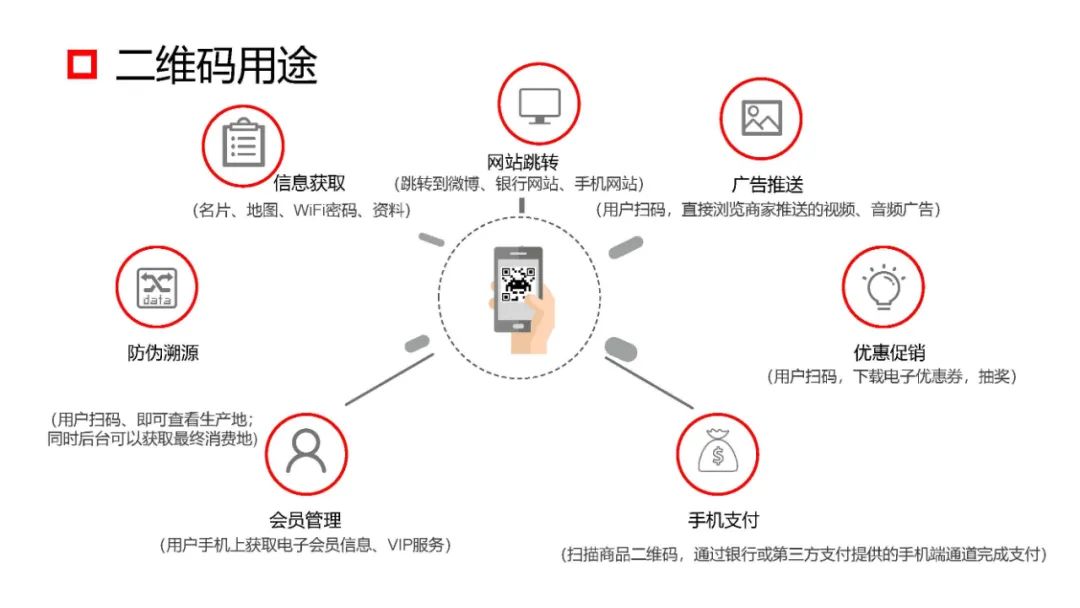 二维码用途
信息获取
(名片、地图、WiFi密码、资料)
网站跳转
(跳转到微博、银行网站、手机网站)
广告推送
(用户扫码，直接浏览商家推送的视频、音频广告)
data
防伪溯源
(用户扫码、即可查看生产地；
同时后台可以获取最终消费地)
优惠促销
(用户扫码，下载电子优惠券，抽奖)
会员管理
(用户手机上获取电子会员信息、VIP服务)
$
手机支付
(扫描商品二维码，通过银行或第三方支付提供的手机端通道完成支付)